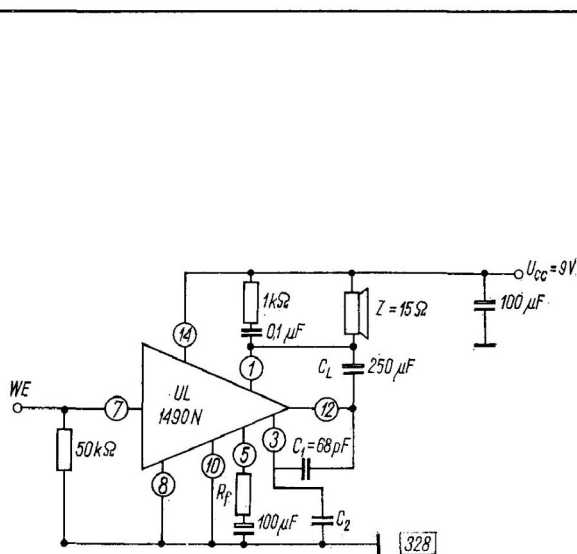 U_CC = 9V
1kΩ
0,1 μF
Z = 15Ω
100 μF
14
1
C_L
250 μF
WE
7
UL
1490N
12
3
50kΩ
10
5
C_1 = 68pF
8
R_f
100 μF
C_2
328